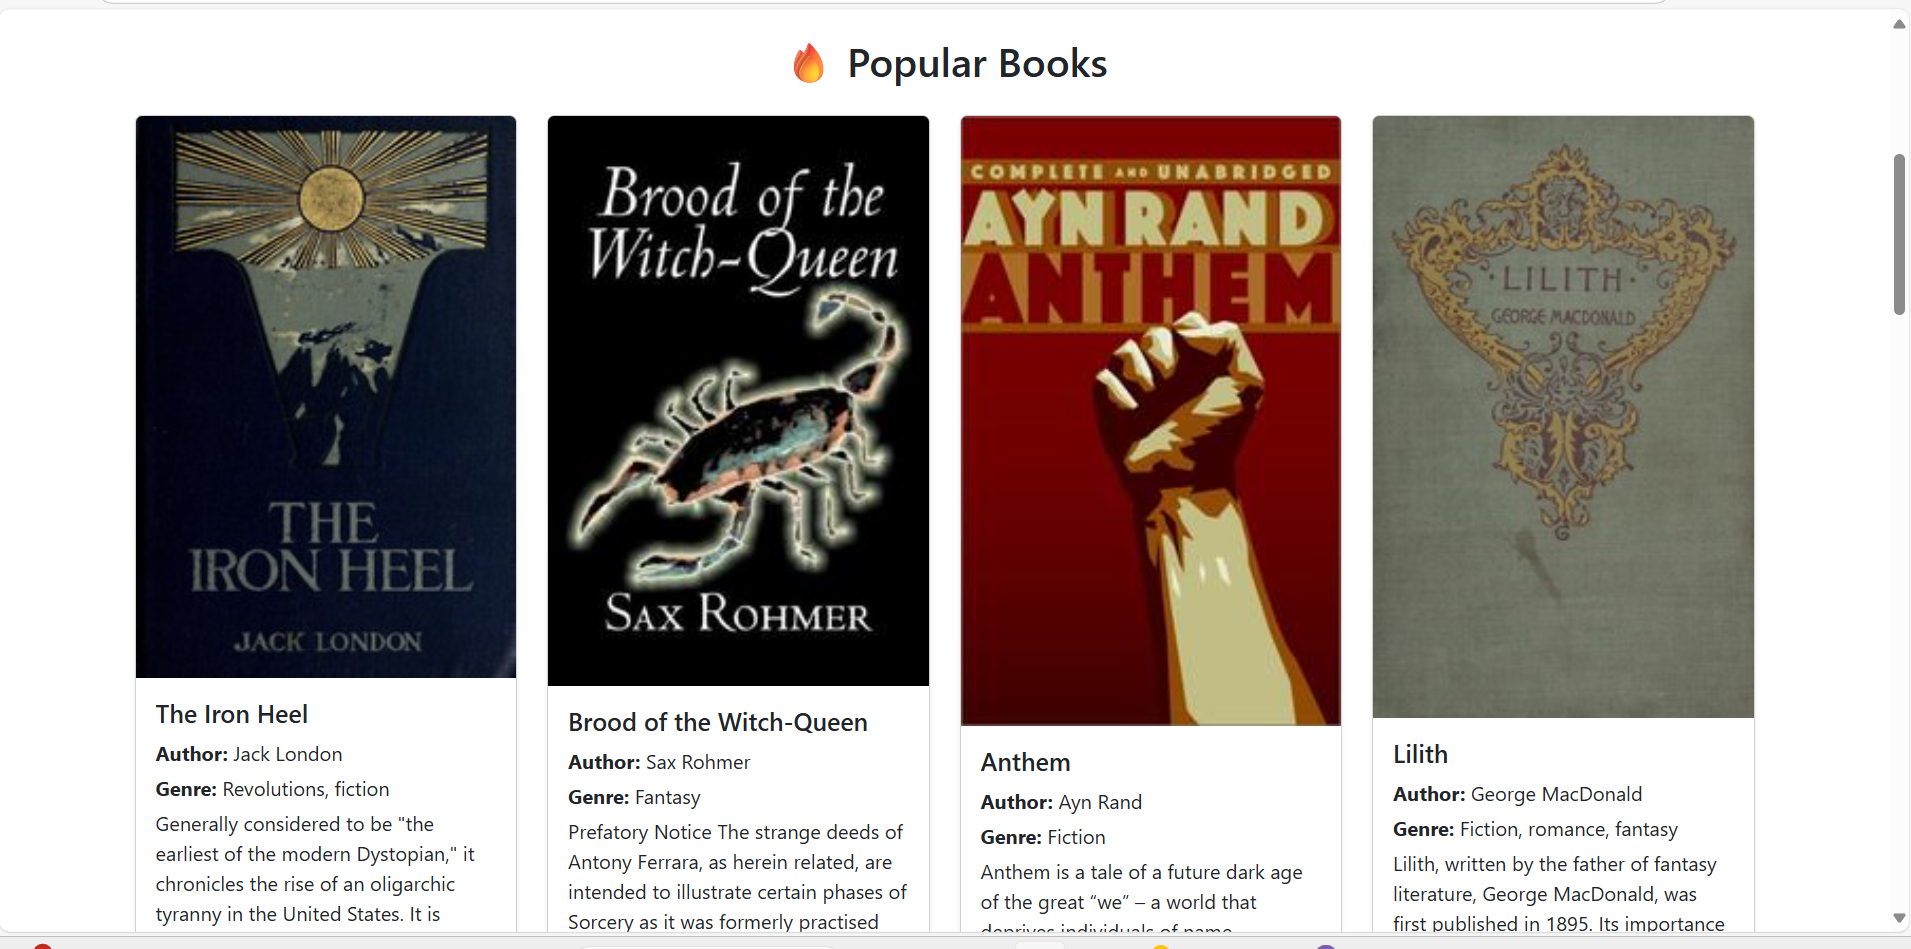 Popular Books
THE
IRON HEEL
JACK LONDON
The Iron Heel
Author: Jack London
Genre: Revolutions, fiction
Generally considered to be "the
earliest of the modern Dystopian," it
chronicles the rise of an oligarchic
tyranny in the United States. It is
Brood of the
Witch-Queen
SAX ROHMER
Brood of the Witch-Queen
Author: Sax Rohmer
Genre: Fantasy
Prefatory Notice The strange deeds of
Antony Ferrara, as herein related, are
intended to illustrate certain phases of
Sorcery as it was formerly practised
COMPLETE AND UNABRIDGED
AYN RAND
ANTHEM
Anthem
Author: Ayn Rand
Genre: Fiction
Anthem is a tale of a future dark age
of the great “we” – a world that
deprives individuals of name,
·LILITH·
GEORGE MACDONALD
Lilith
Author: George MacDonald
Genre: Fiction, romance, fantasy
Lilith, written by the father of fantasy
literature, George MacDonald, was
first published in 1895. Its importance